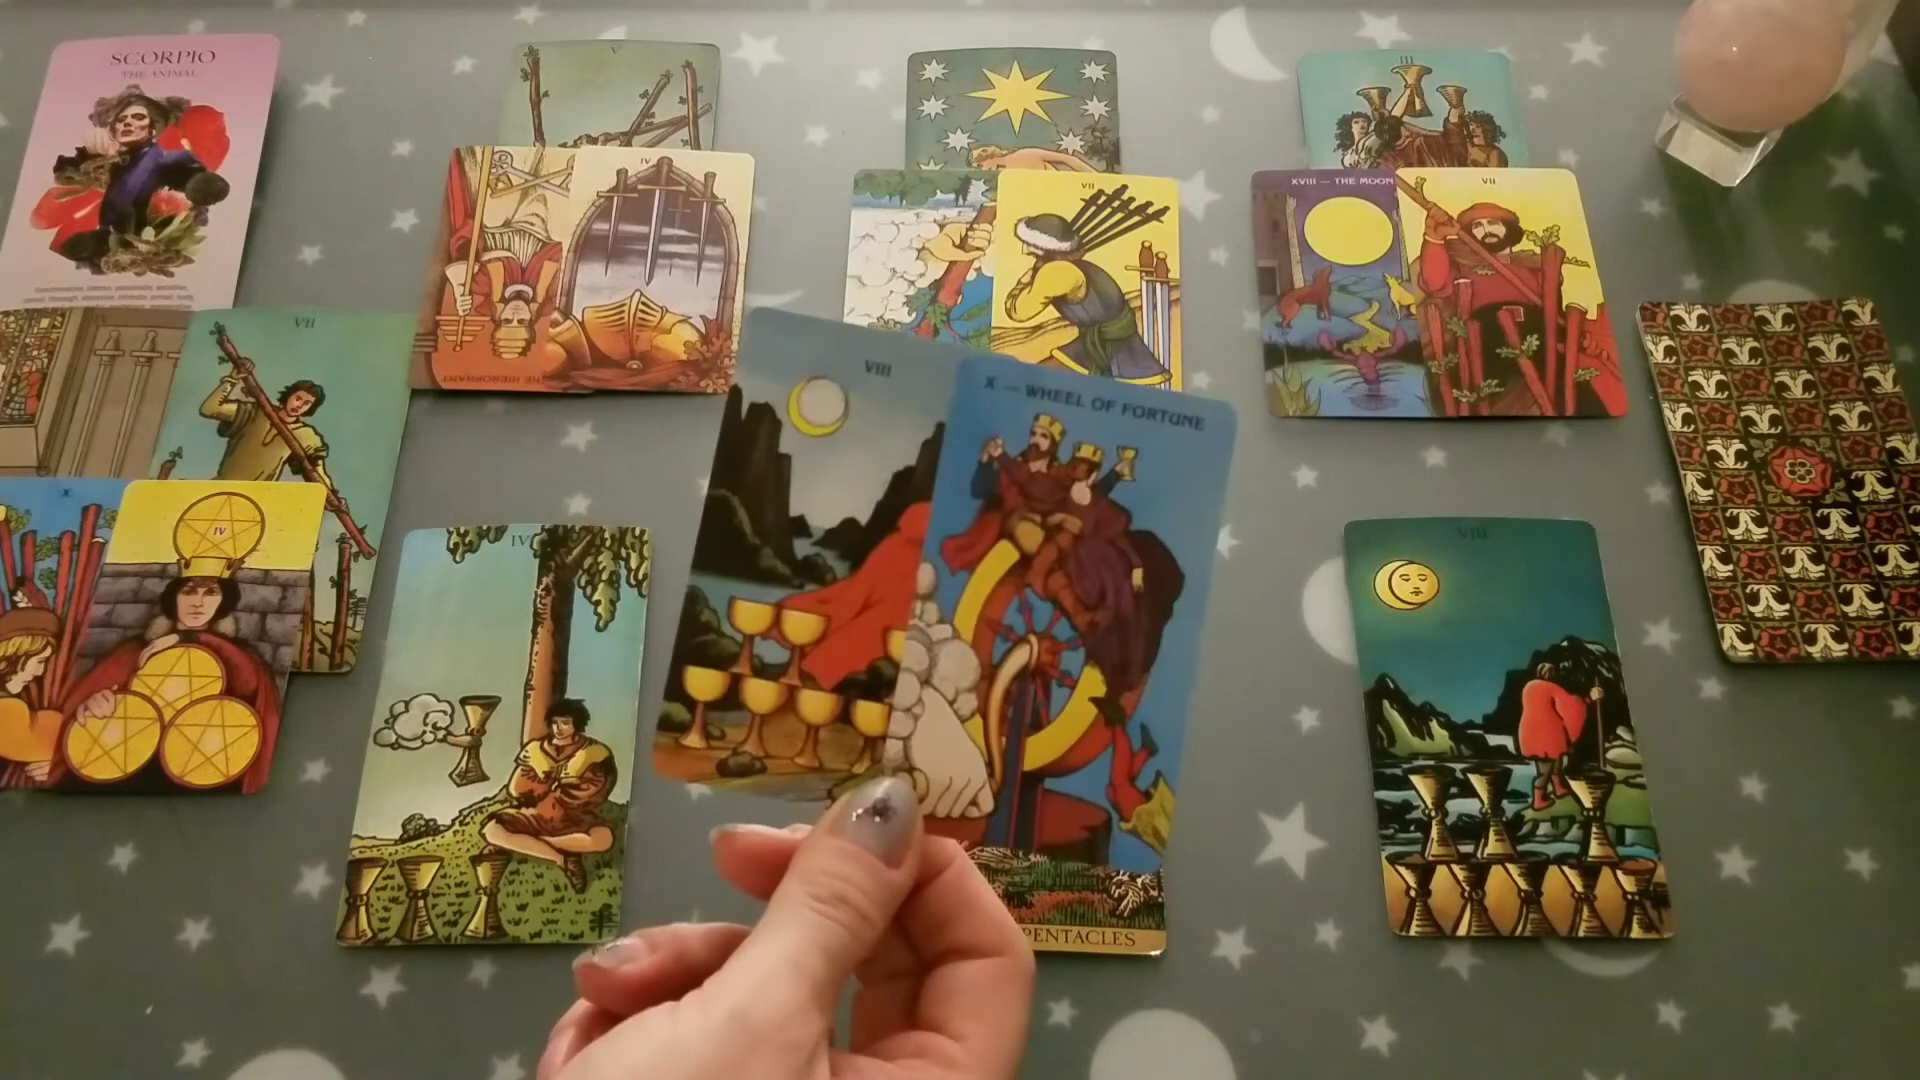 SCORPIO
THE ANIMAL
V
III
IV
VII
XVIII — THE MOON
VII
VII
THE HIEROPHANT
VIII
X — WHEEL OF FORTUNE
X
IV
IV
VIII
PENTACLES